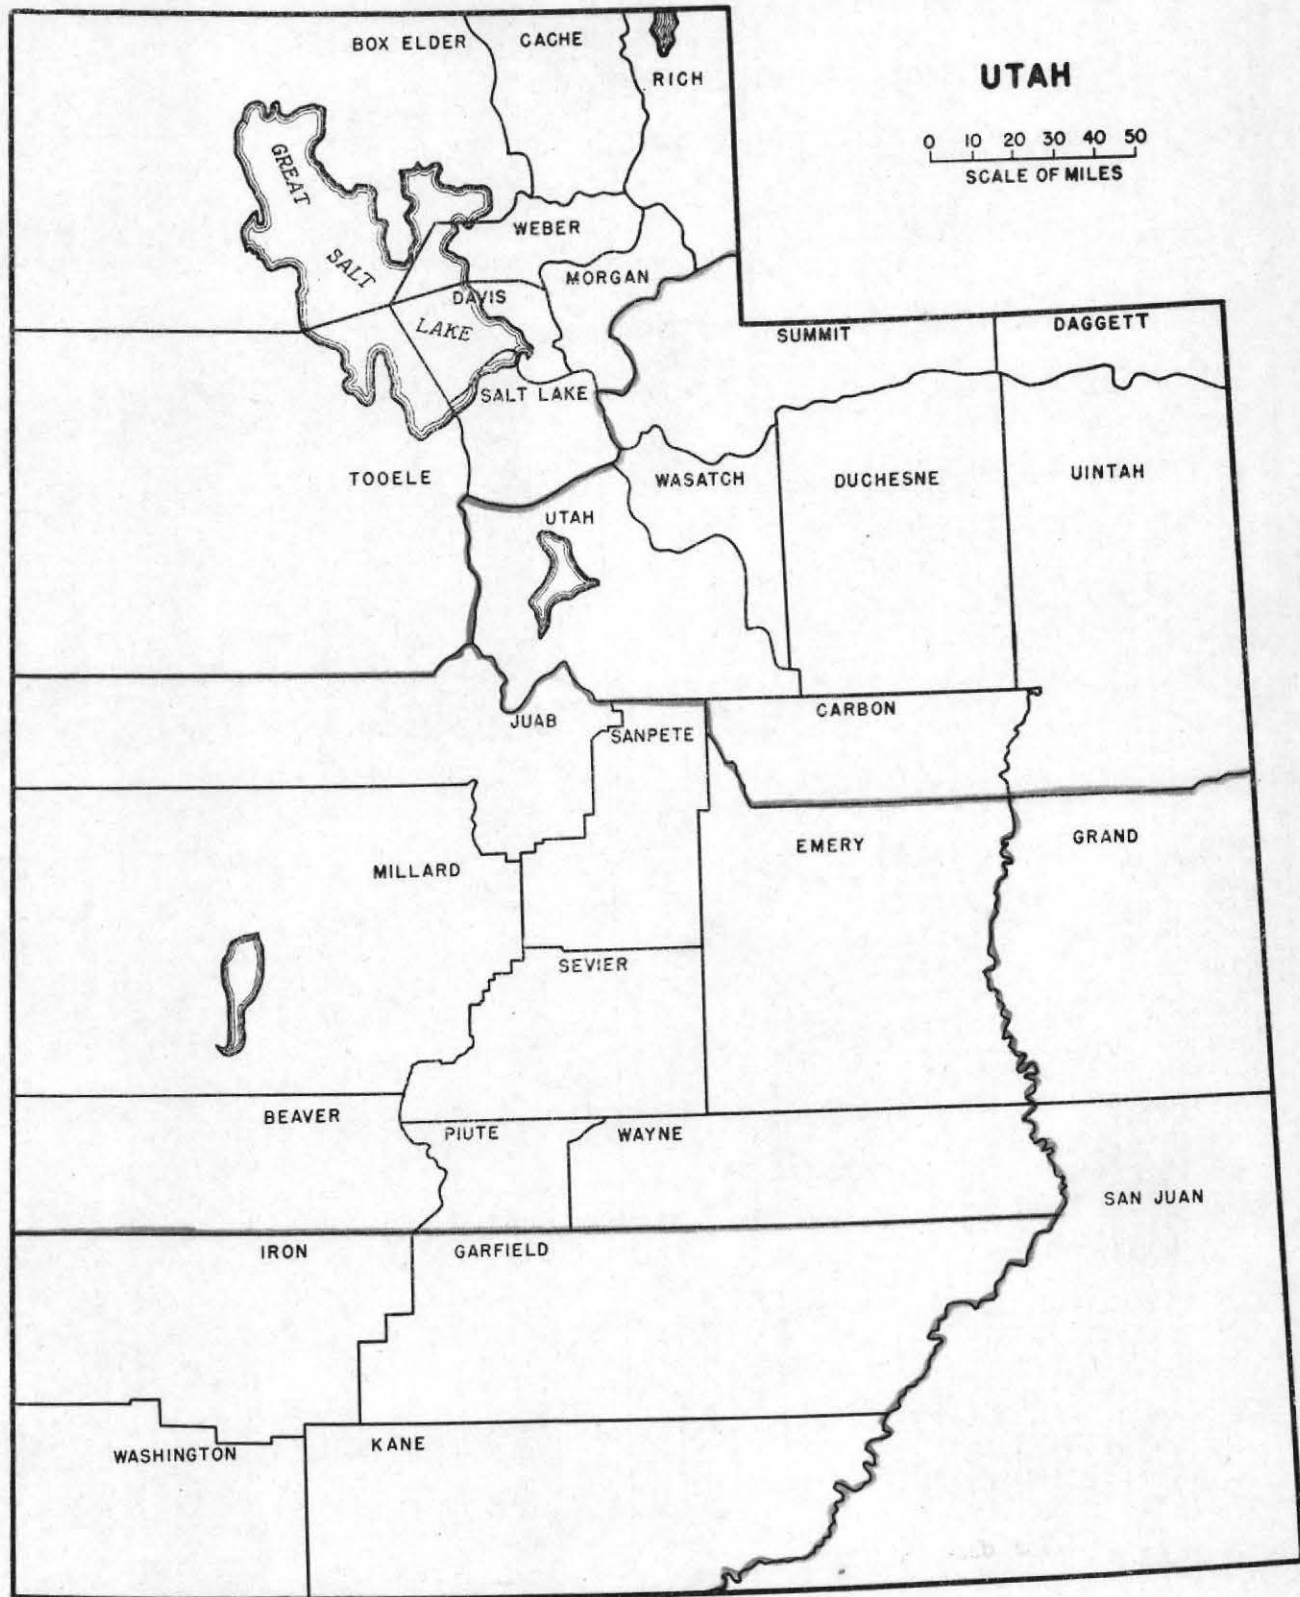 BOX ELDER
CACHE
RICH
UTAH
0 10 20 30 40 50
SCALE OF MILES
GREAT
SALT
LAKE
WEBER
MORGAN
DAVIS
SUMMIT
DAGGETT
SALT LAKE
TOOELE
WASATCH
DUCHESNE
UINTAH
UTAH
JUAB
SANPETE
CARBON
MILLARD
EMERY
GRAND
SEVIER
BEAVER
PIUTE
WAYNE
SAN JUAN
IRON
GARFIELD
WASHINGTON
KANE